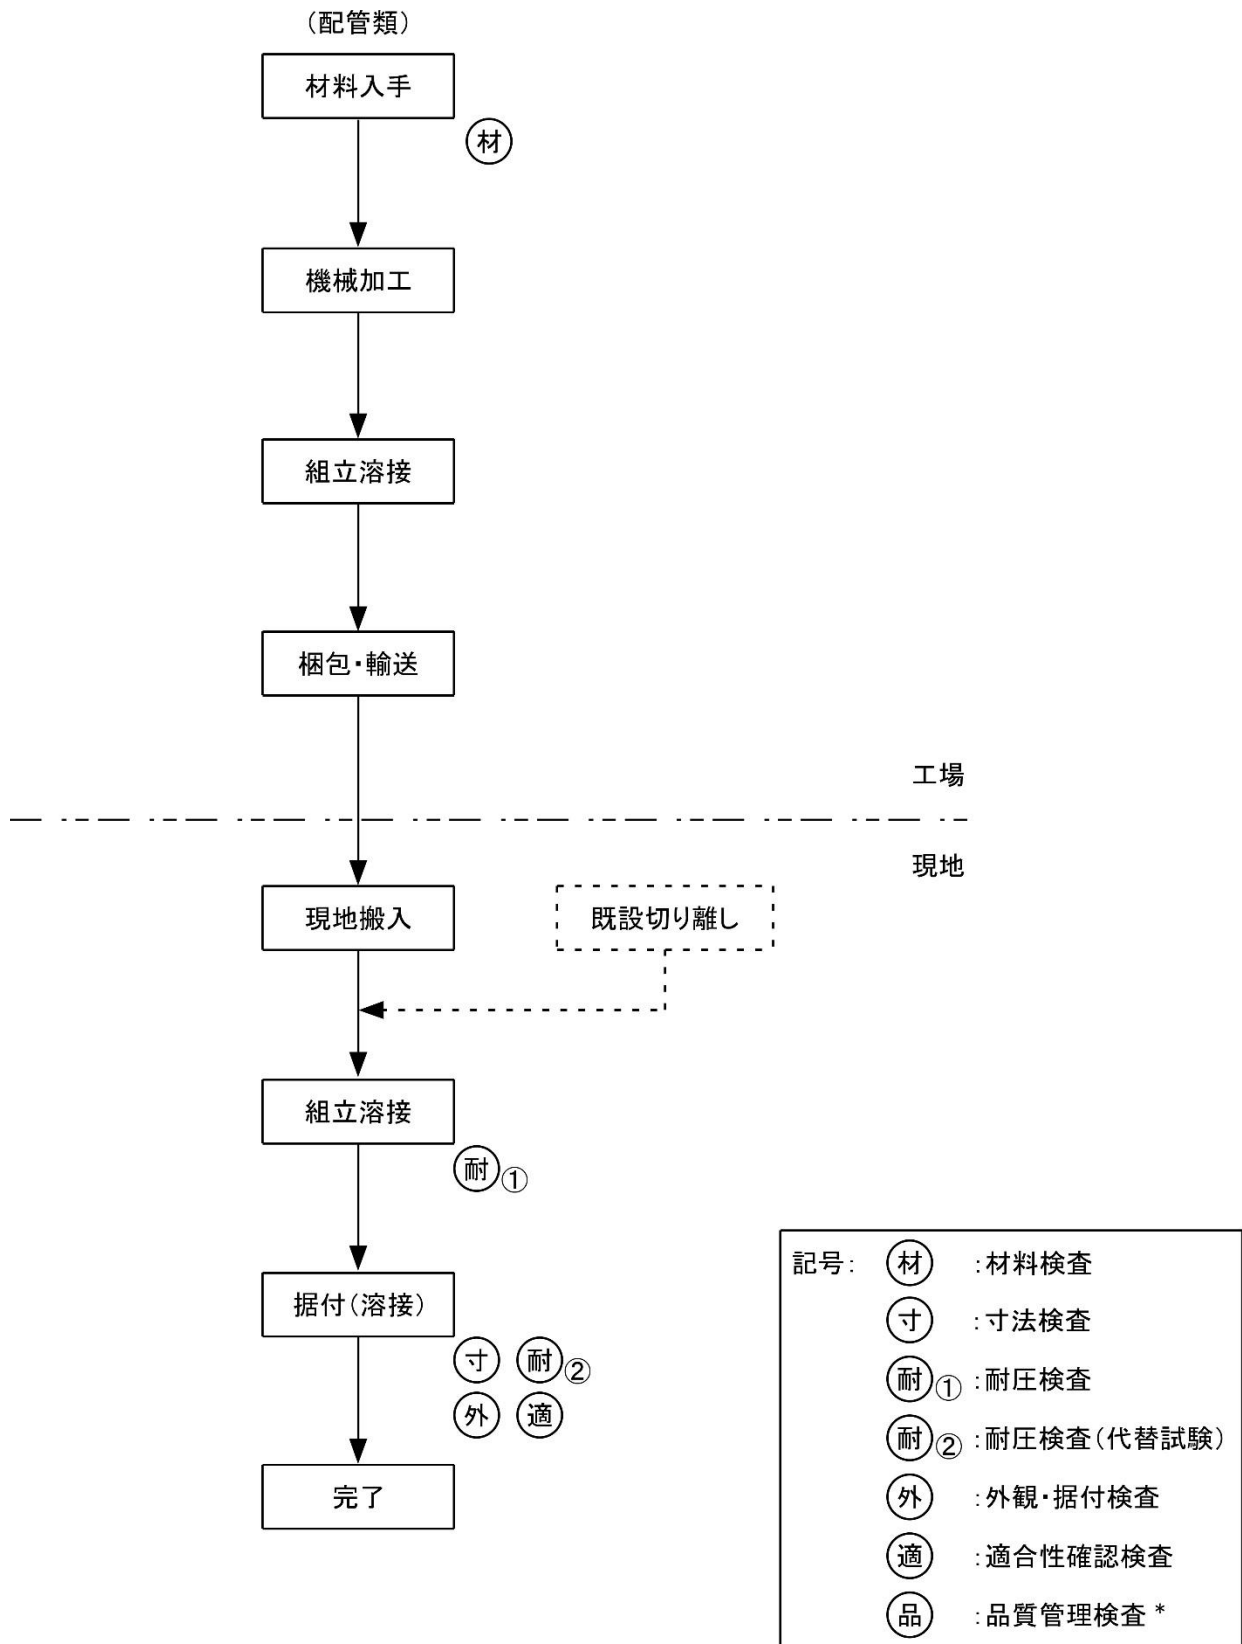 （配管類）
材料入手
材
機械加工
組立溶接
梱包・輸送
工場
現地
現地搬入
既設切り離し
組立溶接
耐①
据付（溶接）
寸 耐②
外 適
完了
記号： 材 ：材料検査
寸 ：寸法検査
耐① ：耐圧検査
耐② ：耐圧検査（代替試験）
外 ：外観・据付検査
適 ：適合性確認検査
品 ：品質管理検査 *